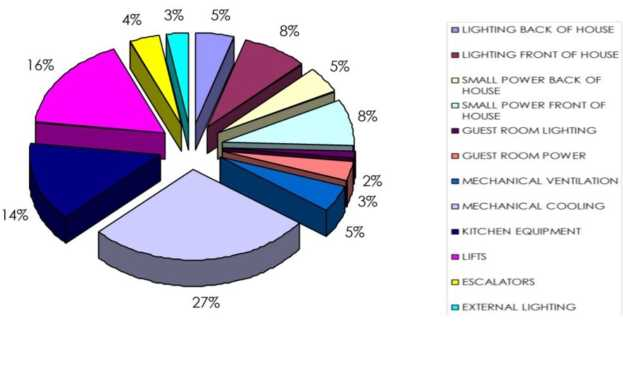 3%
5%
4%
8%
16%
5%
8%
2%
3%
5%
14%
27%
LIGHTING BACK OF HOUSE
LIGHTING FRONT OF HOUSE
SMALL POWER BACK OF
HOUSE
SMALL POWER FRONT OF
HOUSE
GUEST ROOM LIGHTING
GUEST ROOM POWER
MECHANICAL VENTILATION
MECHANICAL COOLING
KITCHEN EQUIPMENT
LIFTS
ESCALATORS
EXTERNAL LIGHTING